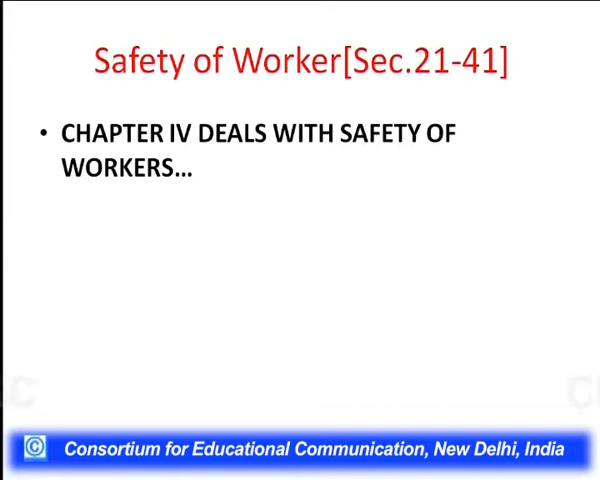 Safety of Worker[Sec.21-41]
• CHAPTER IV DEALS WITH SAFETY OF
WORKERS...
© Consortium for Educational Communication, New Delhi, India